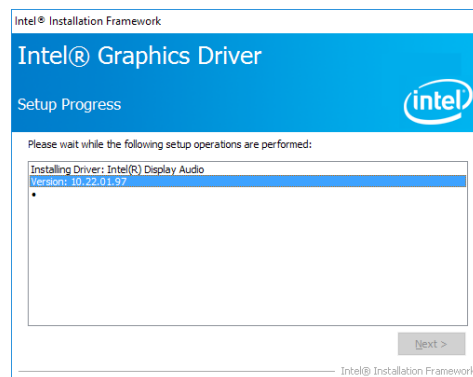 Intel® Installation Framework
Intel® Graphics Driver
Setup Progress
intel
Please wait while the following setup operations are performed:
Installing Driver: Intel(R) Display Audio
Version: 10.22.01.97
•
Next >
Intel® Installation Framework